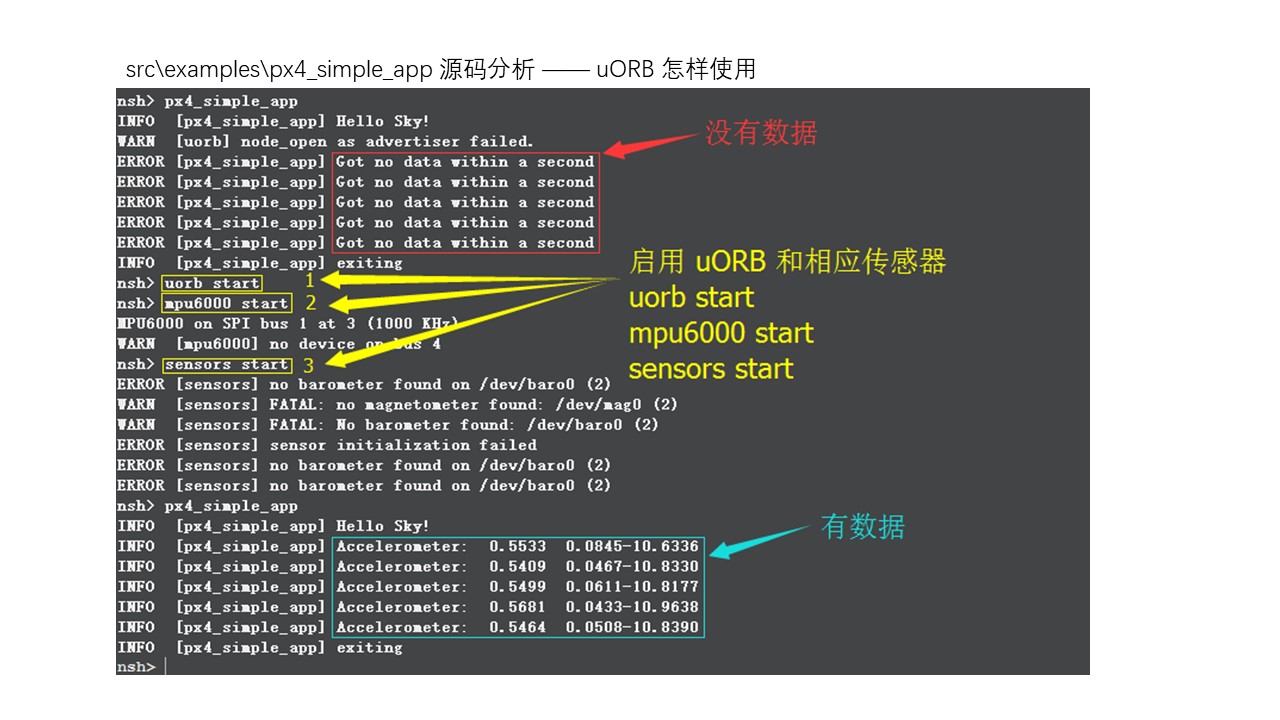 src\examples\px4_simple_app 源码分析 —— uORB 怎样使用
nsh> px4_simple_app
INFO [px4_simple_app] Hello Sky!
WARN [uorb] node_open as advertiser failed.
没有数据
ERROR [px4_simple_app] Got no data within a second
ERROR [px4_simple_app] Got no data within a second
ERROR [px4_simple_app] Got no data within a second
ERROR [px4_simple_app] Got no data within a second
ERROR [px4_simple_app] Got no data within a second
INFO [px4_simple_app] exiting
nsh> uorb start 1
nsh> mpu6000 start 2
MPU6000 on SPI bus 1 at 3 (1000 KHz)
WARN [mpu6000] no device on bus 4
nsh> sensors start 3
启用 uORB 和相应传感器
uorb start
mpu6000 start
sensors start
ERROR [sensors] no barometer found on /dev/baro0 (2)
WARN [sensors] FATAL: no magnetometer found: /dev/mag0 (2)
WARN [sensors] FATAL: No barometer found: /dev/baro0 (2)
ERROR [sensors] sensor initialization failed
ERROR [sensors] no barometer found on /dev/baro0 (2)
ERROR [sensors] no barometer found on /dev/baro0 (2)
nsh> px4_simple_app
INFO [px4_simple_app] Hello Sky!
有数据
INFO [px4_simple_app] Accelerometer: 0.5533 0.0845-10.6336
INFO [px4_simple_app] Accelerometer: 0.5409 0.0467-10.8330
INFO [px4_simple_app] Accelerometer: 0.5499 0.0611-10.8177
INFO [px4_simple_app] Accelerometer: 0.5681 0.0433-10.9638
INFO [px4_simple_app] Accelerometer: 0.5464 0.0508-10.8390
INFO [px4_simple_app] exiting
nsh>